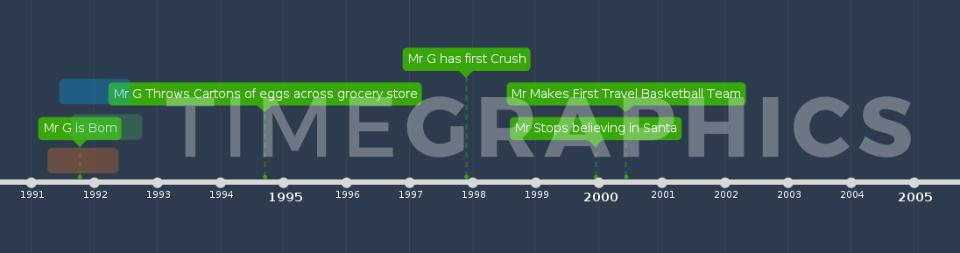 Mr G has first Crush
Mr G Throws Cartons of eggs across grocery store
Mr Makes First Travel Basketball Team
Mr G is Born
Mr Stops believing in Santa
TIMEGRAPHICS
1991 1992 1993 1994 1995 1996 1997 1998 1999 2000 2001 2002 2003 2004 2005